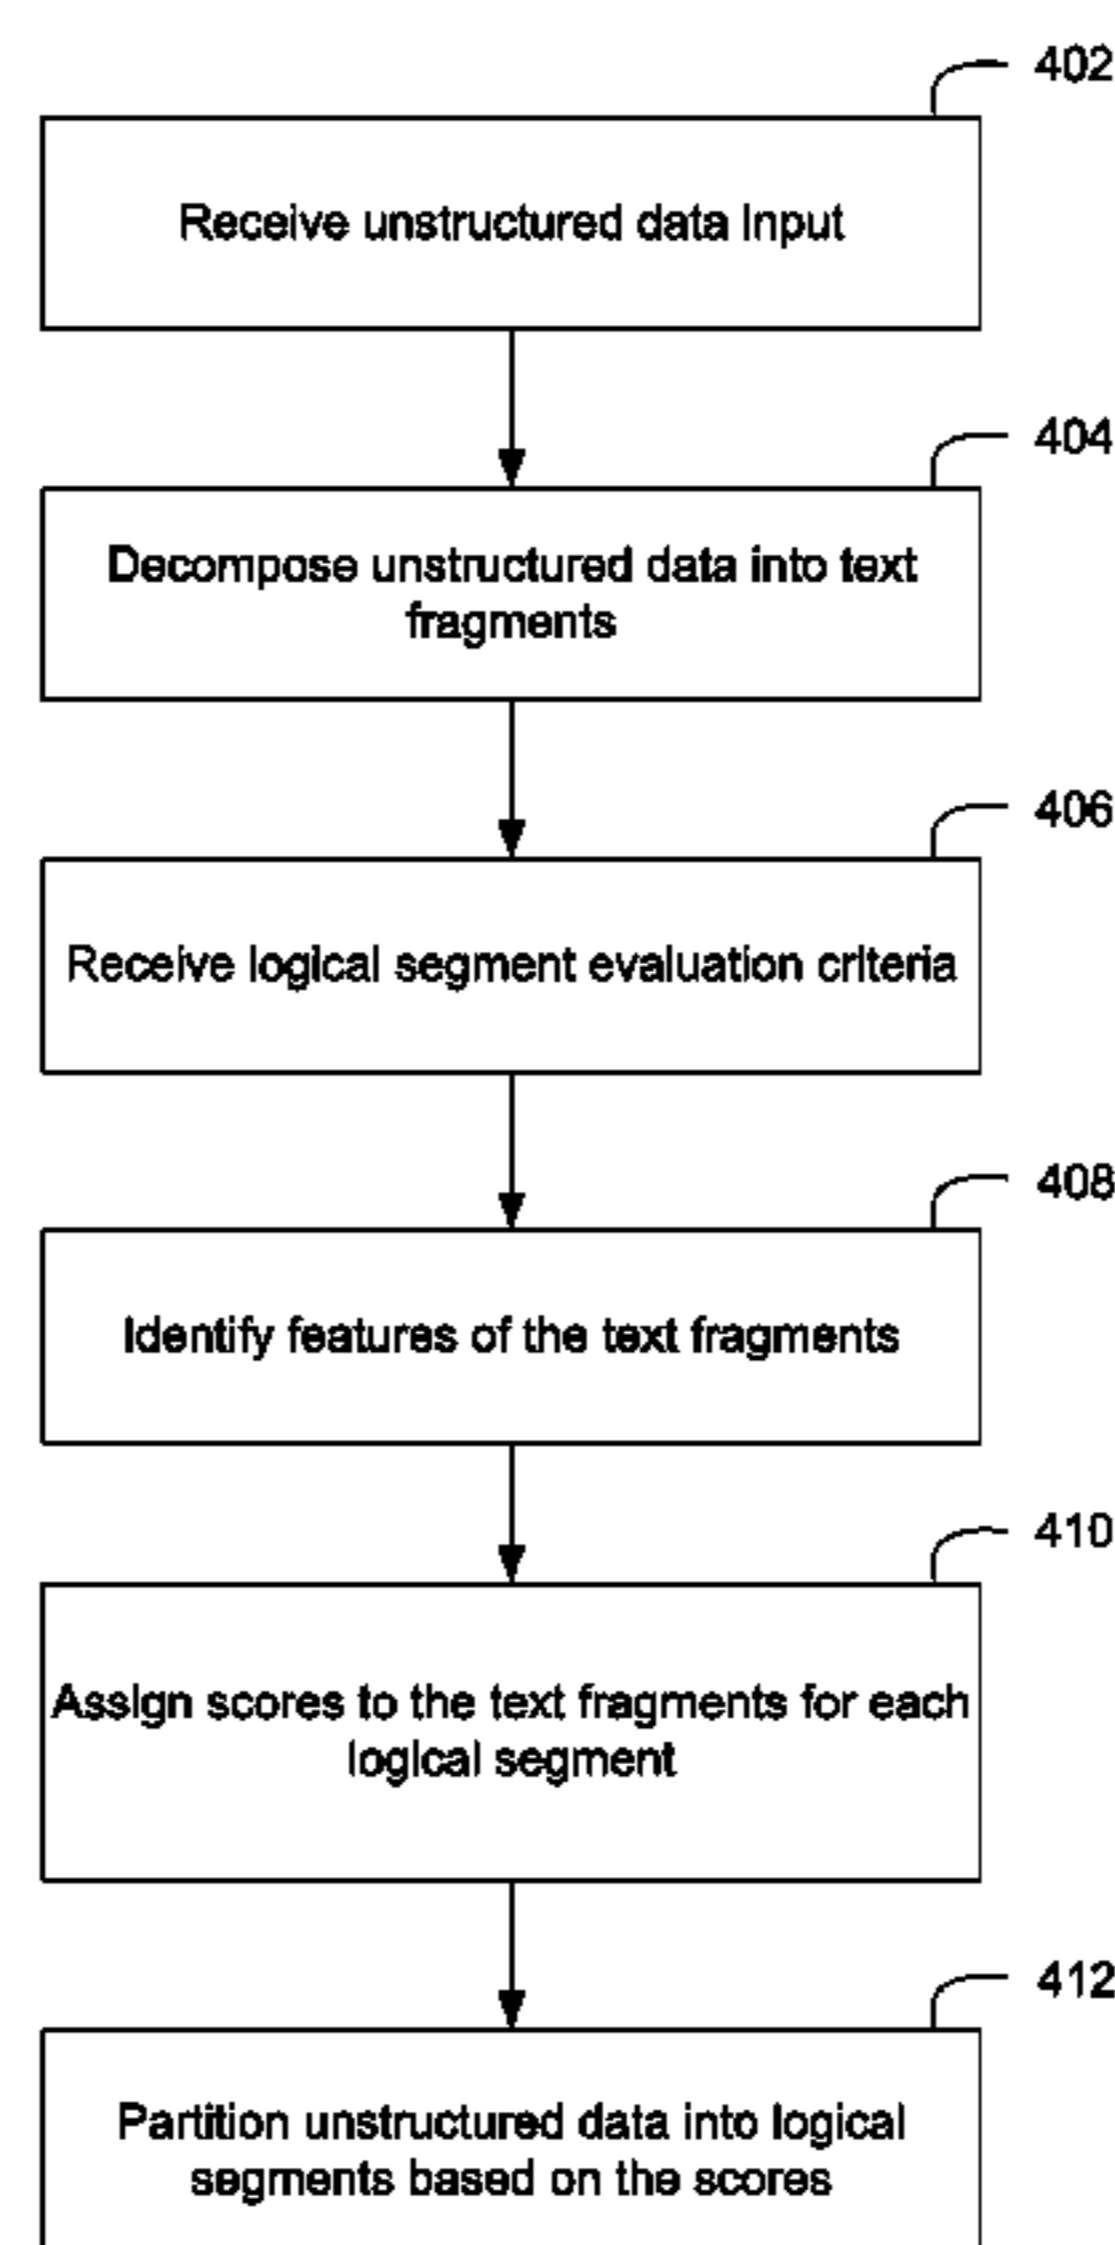 402
Receive unstructured data input
404
Decompose unstructured data into text
fragments
406
Receive logical segment evaluation criteria
408
Identify features of the text fragments
410
Assign scores to the text fragments for each
logical segment
412
Partition unstructured data into logical
segments based on the scores